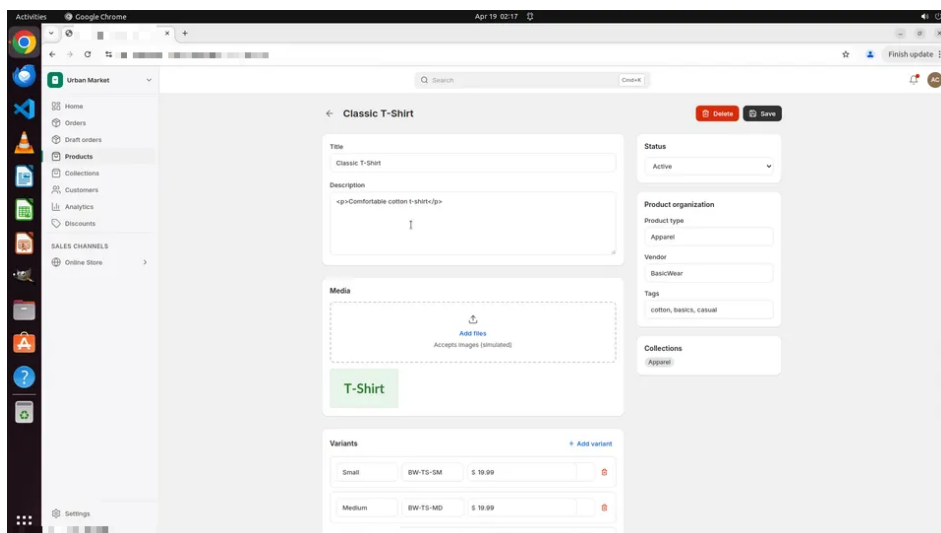 Activities
Google Chrome
Apr 19 02:17
Finish update
Urban Market
Search
Cmd+K
AC
Home
Orders
Draft orders
Products
Collections
Customers
Analytics
Discounts
SALES CHANNELS
Online Store
Settings
Classic T-Shirt
Delete
Save
Title
Classic T-Shirt
Description
<p>Comfortable cotton t-shirt</p>
Media
Add files
Accepts images (simulated)
T-Shirt
Variants
+ Add variant
Small
BW-TS-SM
$ 19.99
Medium
BW-TS-MD
$ 19.99
Status
Active
Product organization
Product type
Apparel
Vendor
BasicWear
Tags
cotton, basics, casual
Collections
Apparel